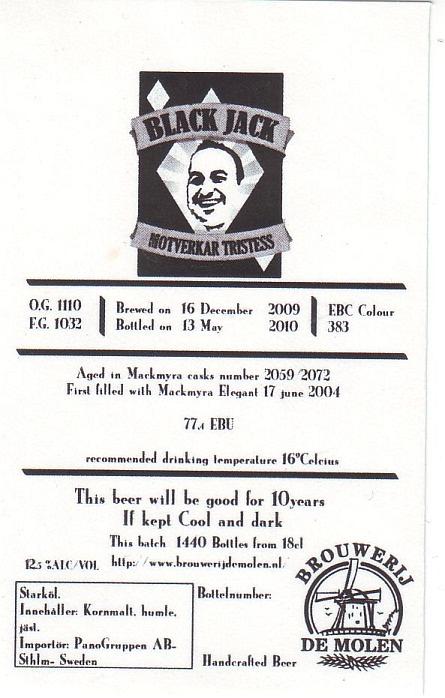 BLACK JACK
MOTVERKAR TRISTESS
O.G. 1110
F.G. 1032
Brewed on 16 December 2009
Bottled on 13 May 2010
EBC Colour
383
Aged in Mackmyra casks number 2059/2072
First filled with Mackmyra Elegant 17 june 2004
77,4 EBU
recommended drinking temperature 16°Celcius
This beer will be good for 10years
If kept Cool and dark
This batch 1440 Bottles from 18cl
12,5 %ALC/VOL http://www.brouwerijdemolen.nl/
Starköl.
Innehåller: Kornmalt, humle,
jäst.
Importör: PanoGruppen AB-
Sthlm- Sweden
Bottelnumber:
Handcrafted Beer
BROUWERIJ
DE MOLEN